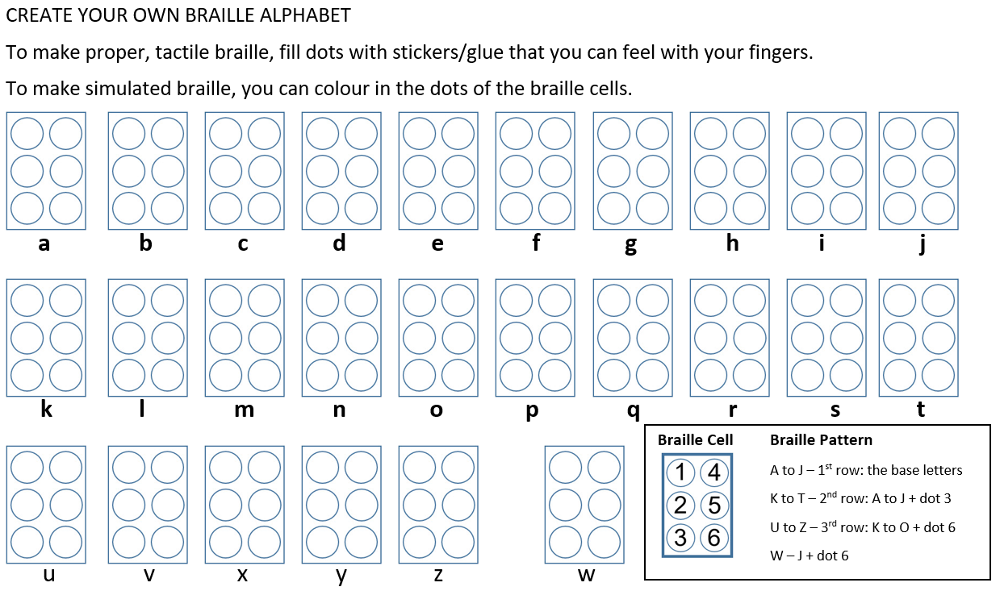 CREATE YOUR OWN BRAILLE ALPHABET
To make proper, tactile braille, fill dots with stickers/glue that you can feel with your fingers.
To make simulated braille, you can colour in the dots of the braille cells.
a b c d e f g h i j
k l m n o p q r s t
u v x y z w
Braille Cell
1 4
2 5
3 6
Braille Pattern
A to J – 1st row: the base letters
K to T – 2nd row: A to J + dot 3
U to Z – 3rd row: K to O + dot 6
W – J + dot 6